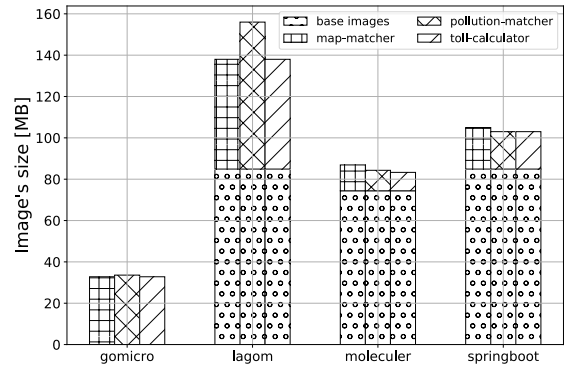 160
140
120
100
80
60
40
20
0
Image's size [MB]
base images
map-matcher
pollution-matcher
toll-calculator
gomicro
lagom
moleculer
springboot